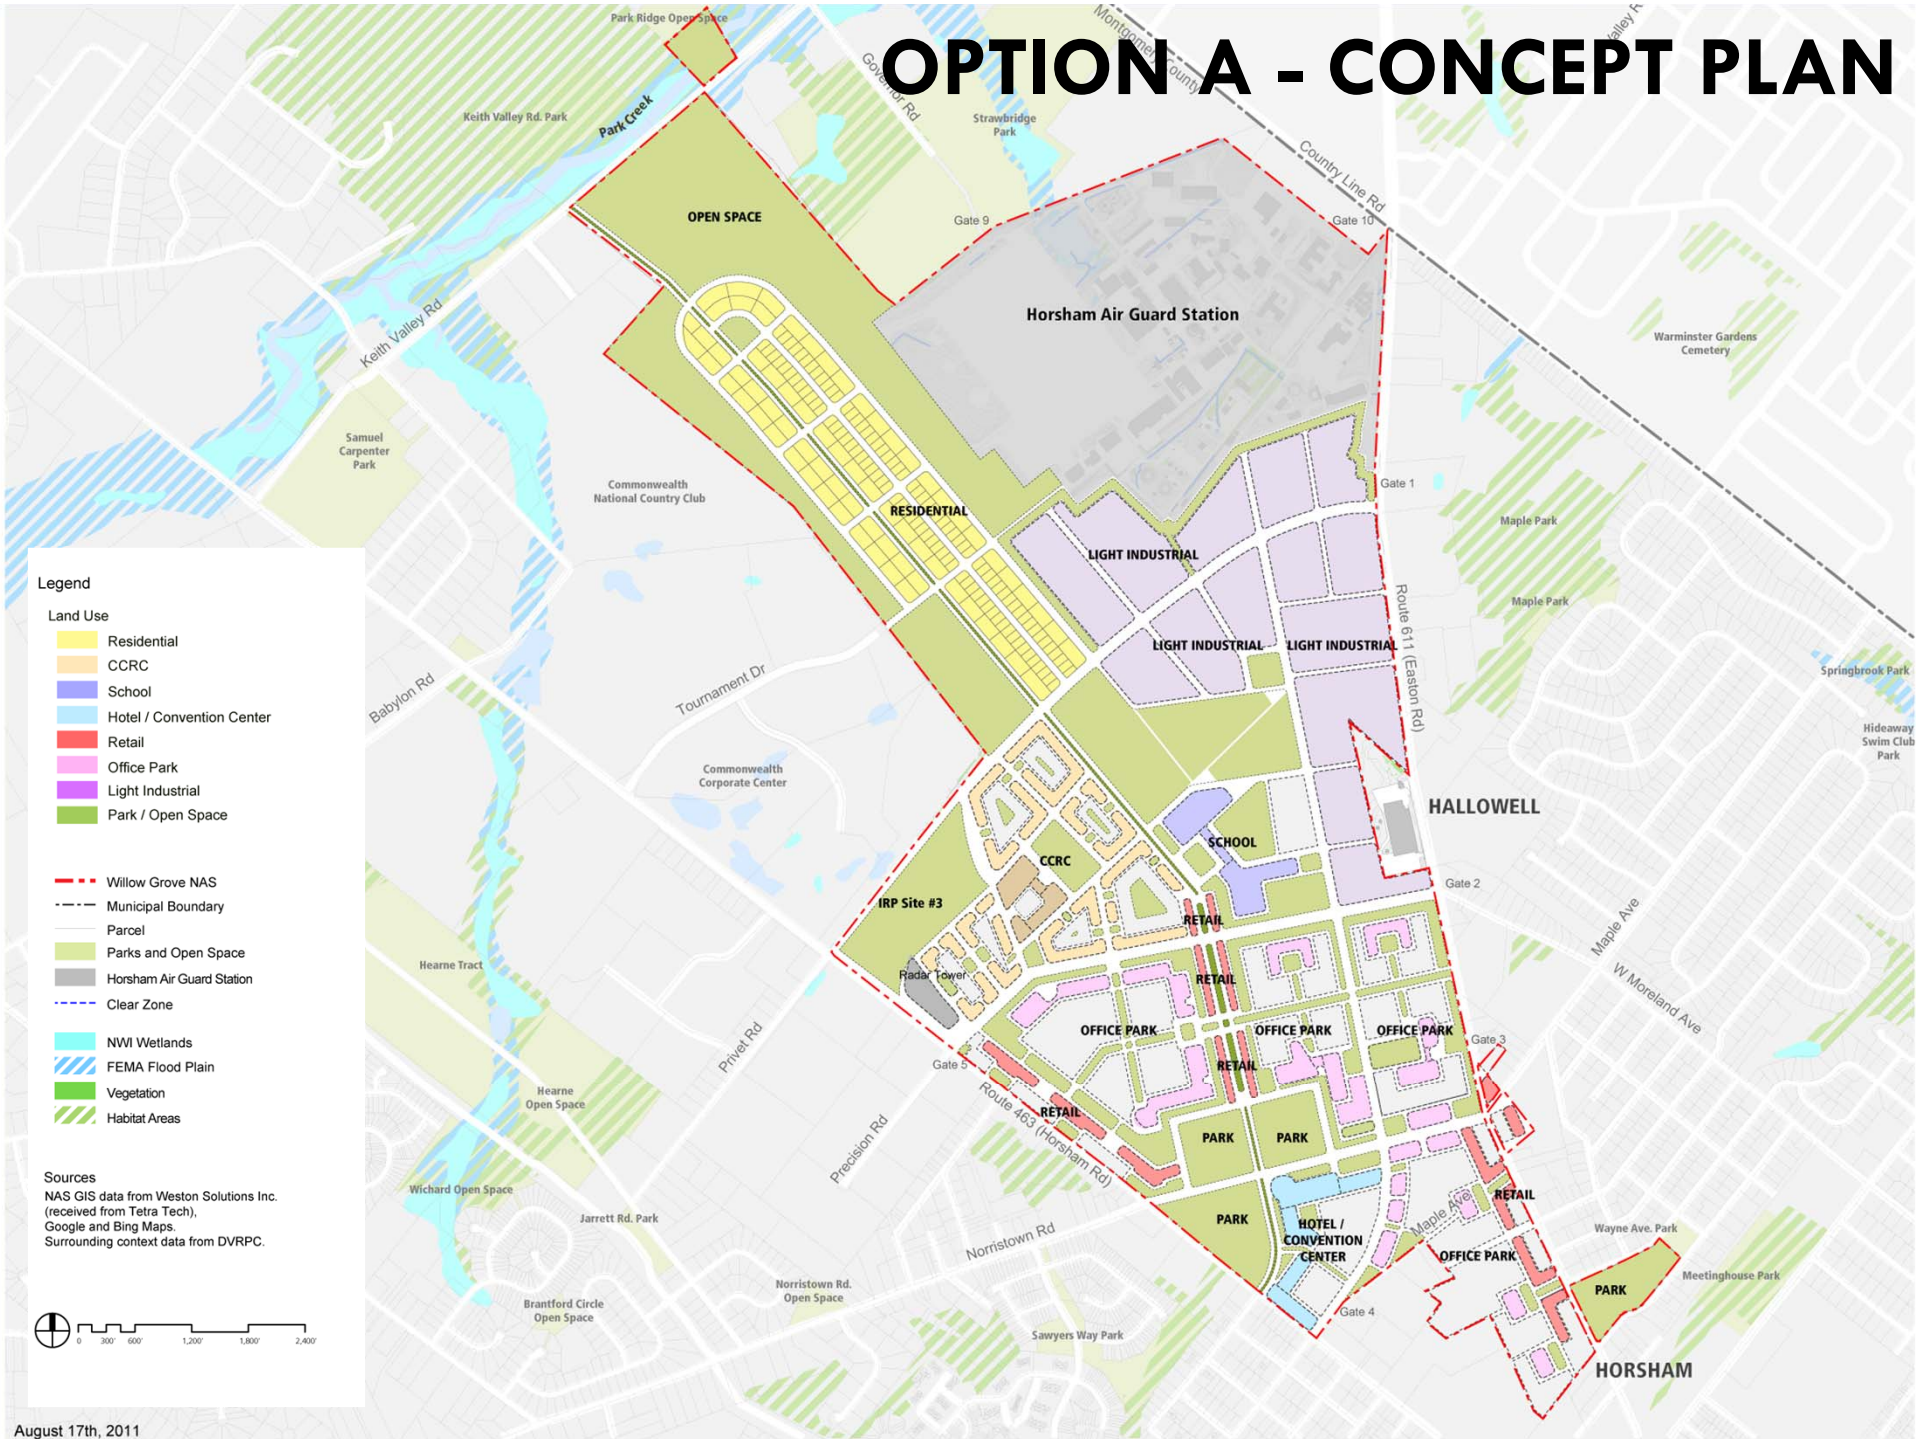 OPTION A - CONCEPT PLAN
Park Ridge Open Space
Montgomery County
Valley R
Governor Rd
Keith Valley Rd. Park
Park Creek
Strawbridge
Park
Country Line Rd
OPEN SPACE
Gate 9
Gate 10
Horsham Air Guard Station
Keith Valley Rd
Warminster Gardens
Cemetery
Samuel
Carpenter
Park
Commonwealth
National Country Club
Gate 1
RESIDENTIAL
Maple Park
LIGHT INDUSTRIAL
Maple Park
Route 611 (Easton Rd)
LIGHT INDUSTRIAL
LIGHT INDUSTRIAL
Springbrook Park
Babylon Rd
Tournament Dr
Hideaway
Swim Club
Park
Commonwealth
Corporate Center
HALLOWELL
SCHOOL
CCRC
Gate 2
IRP Site #3
RETAIL
Maple Ave
Hearne Tract
Radar Tower
RETAIL
W Moreland Ave
OFFICE PARK
OFFICE PARK
OFFICE PARK
Gate 3
Privet Rd
Gate 5
RETAIL
Hearne
Open Space
Route 463 (Horsham Rd)
RETAIL
Precision Rd
PARK
PARK
Wichard Open Space
Jarrett Rd. Park
RETAIL
Maple Ave
PARK
HOTEL /
CONVENTION
CENTER
Wayne Ave. Park
Norristown Rd
OFFICE PARK
Meetinghouse Park
PARK
Norristown Rd.
Open Space
Brantford Circle
Open Space
Gate 4
Sawyers Way Park
HORSHAM
Legend
Land Use
Residential
CCRC
School
Hotel / Convention Center
Retail
Office Park
Light Industrial
Park / Open Space
Willow Grove NAS
Municipal Boundary
Parcel
Parks and Open Space
Horsham Air Guard Station
Clear Zone
NWI Wetlands
FEMA Flood Plain
Vegetation
Habitat Areas
Sources
NAS GIS data from Weston Solutions Inc.
(received from Tetra Tech),
Google and Bing Maps.
Surrounding context data from DVRPC.
0 300' 600' 1,200' 1,800' 2,400'
August 17th, 2011